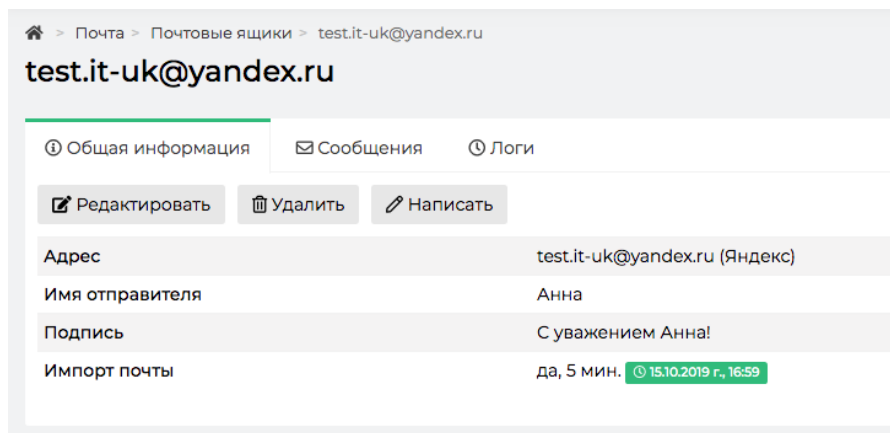 > Почта > Почтовые ящики > test.it-uk@yandex.ru
test.it-uk@yandex.ru
Общая информация Сообщения Логи
Редактировать Удалить Написать
Адрес test.it-uk@yandex.ru (Яндекс)
Имя отправителя Анна
Подпись С уважением Анна!
Импорт почты да, 5 мин. 15.10.2019 г., 16:59